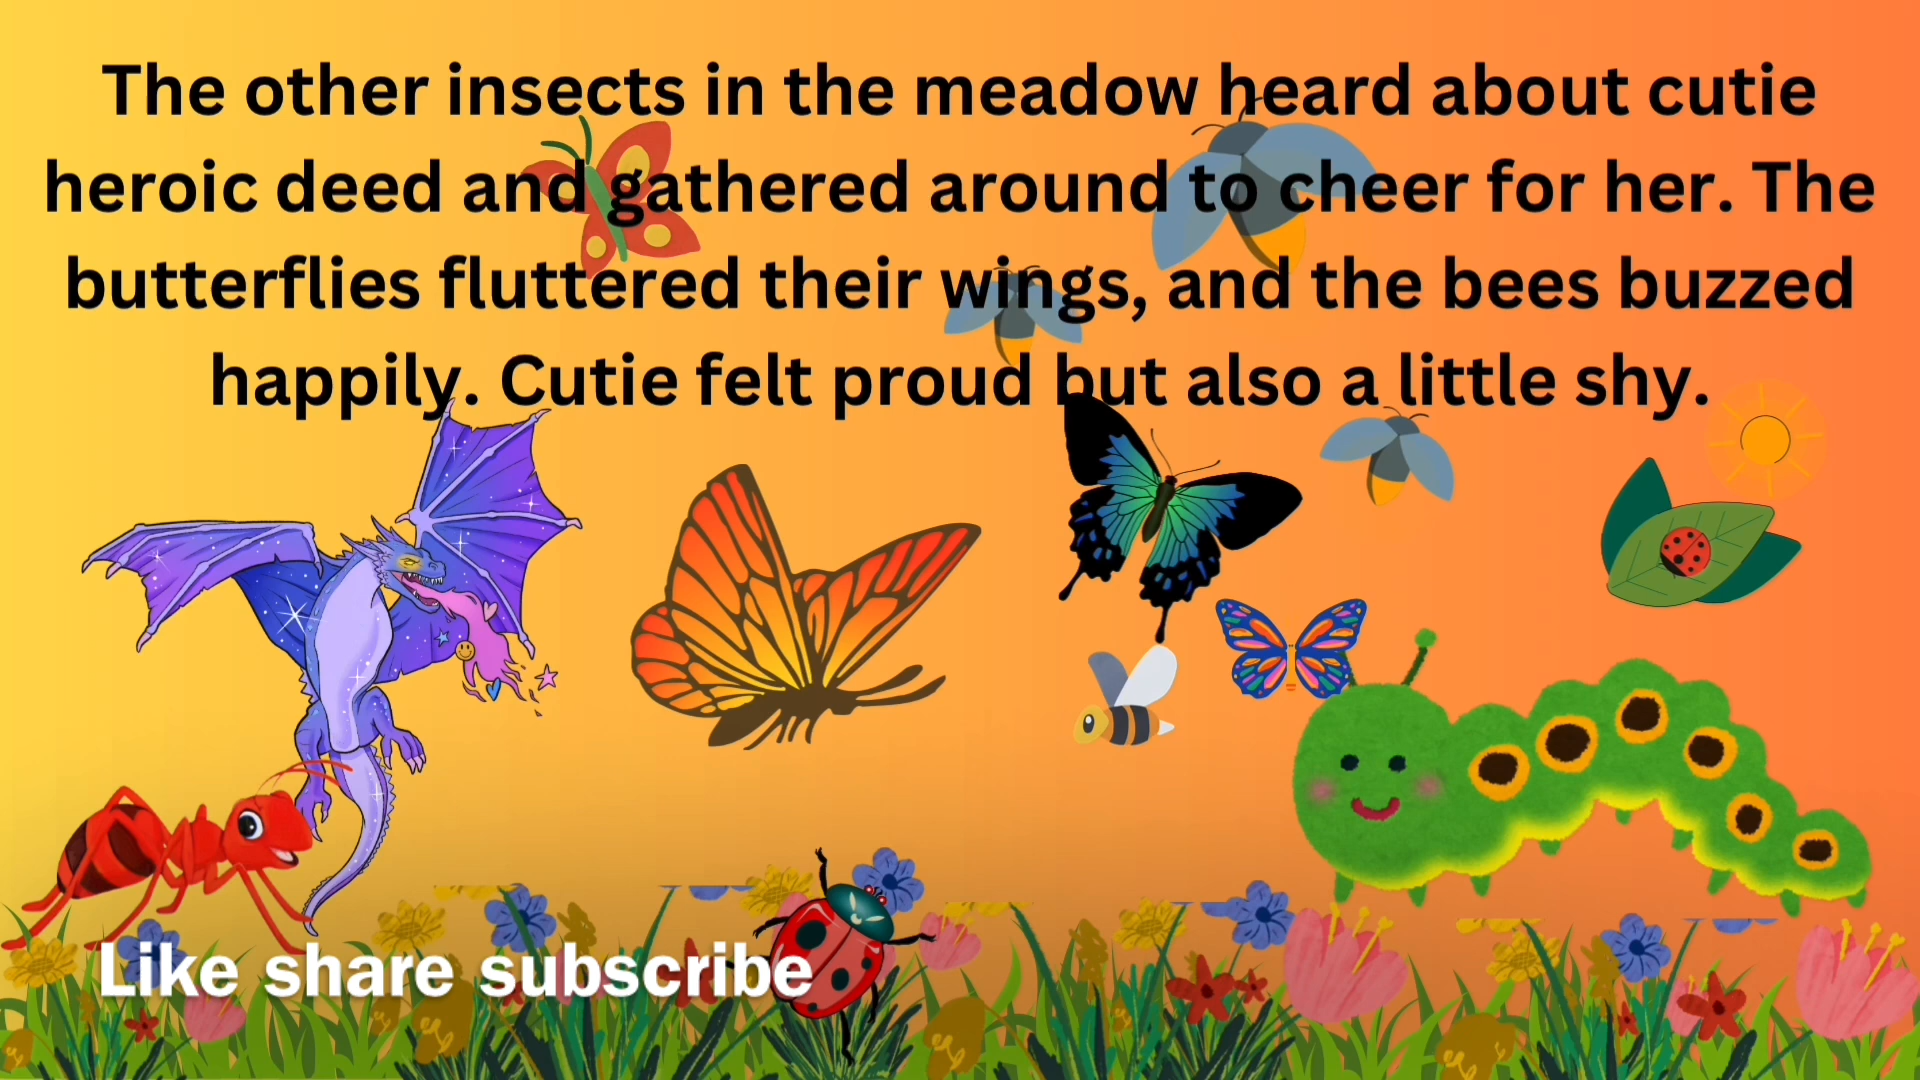 The other insects in the meadow heard about cutie
heroic deed and gathered around to cheer for her. The
butterflies fluttered their wings, and the bees buzzed
happily. Cutie felt proud but also a little shy.
Like share subscribe